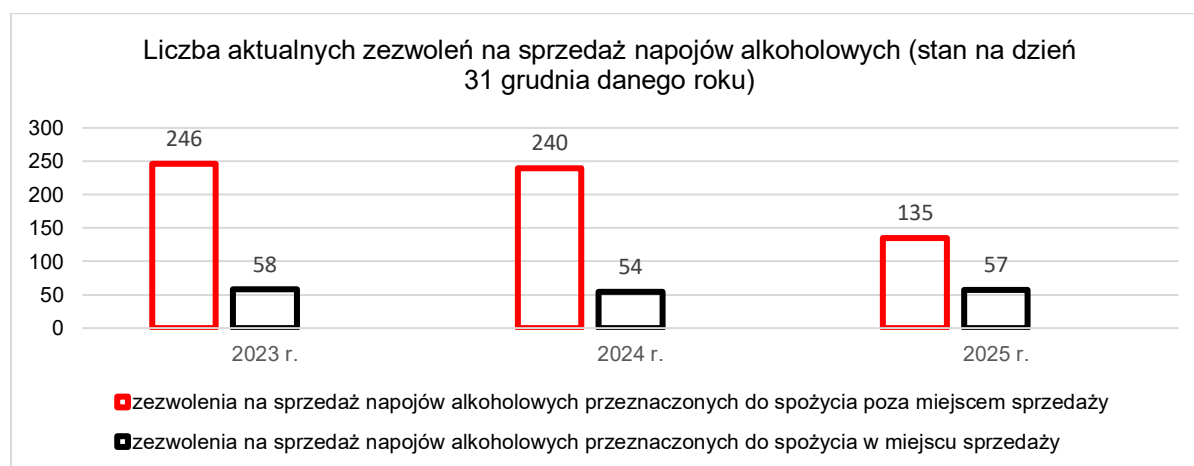 Liczba aktualnych zezwoleń na sprzedaż napojów alkoholowych (stan na dzień
31 grudnia danego roku)
300
250
200
150
100
50
0
246
58
240
54
135
57
2023 r.
2024 r.
2025 r.
zezwolenia na sprzedaż napojów alkoholowych przeznaczonych do spożycia poza miejscem sprzedaży
zezwolenia na sprzedaż napojów alkoholowych przeznaczonych do spożycia w miejscu sprzedaży